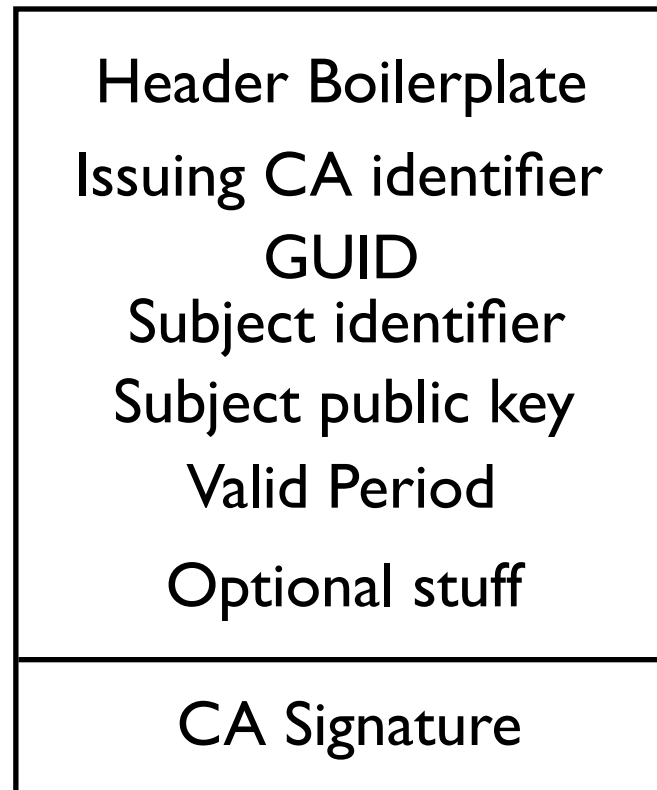 Header Boilerplate
Issuing CA identifier
GUID
Subject identifier
Subject public key
Valid Period
Optional stuff
CA Signature